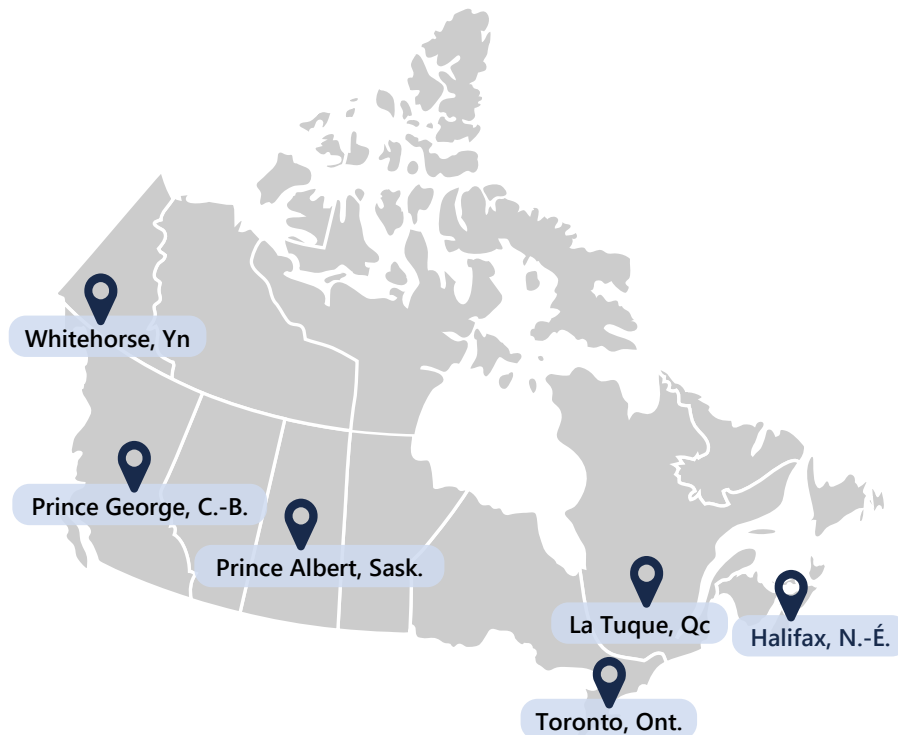 Whitehorse, Yn
Prince George, C.-B.
Prince Albert, Sask.
La Tuque, Qc
Halifax, N.-É.
Toronto, Ont.